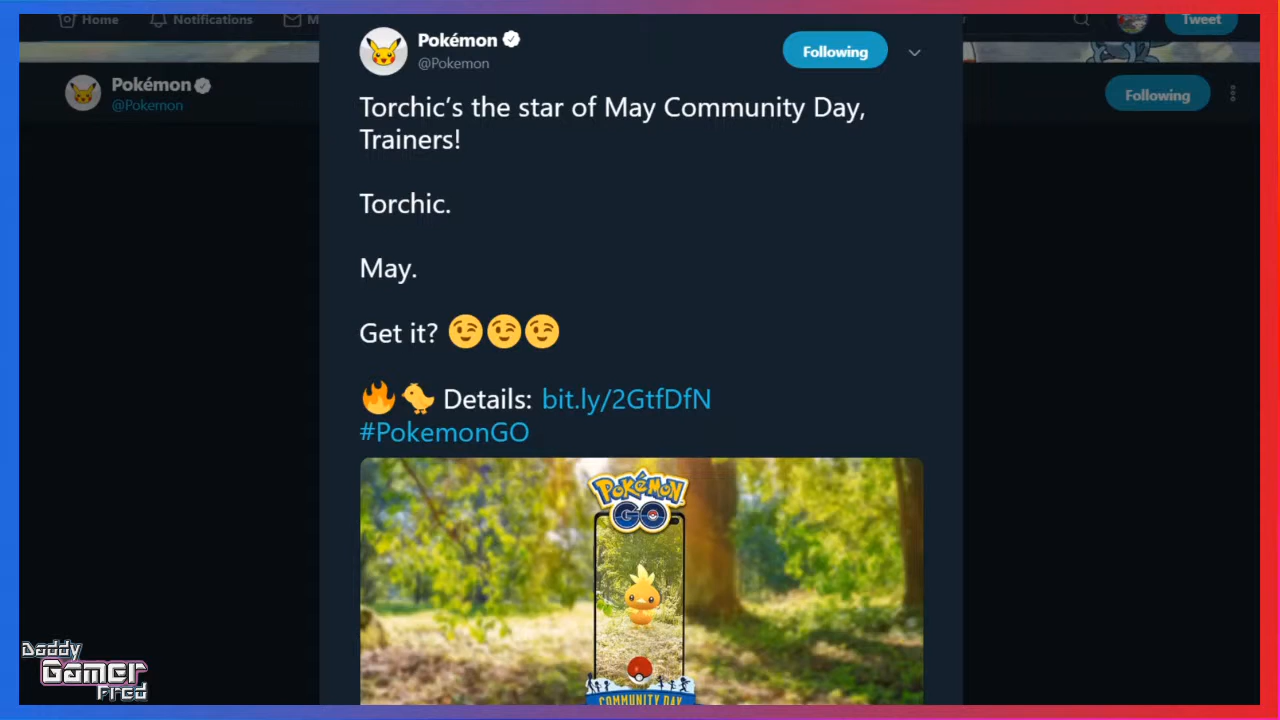 Home Notifications M Tweet
Pokémon
@Pokemon
Following
Pokémon
@Pokemon
Following
Torchic’s the star of May Community Day,
Trainers!
Torchic.
May.
Get it? 😉😉😉
🔥🐤 Details: bit.ly/2GtfDfN
#PokemonGO
POKéMON
GO
COMMUNITY DAY
Daddy
Gamer
Fred